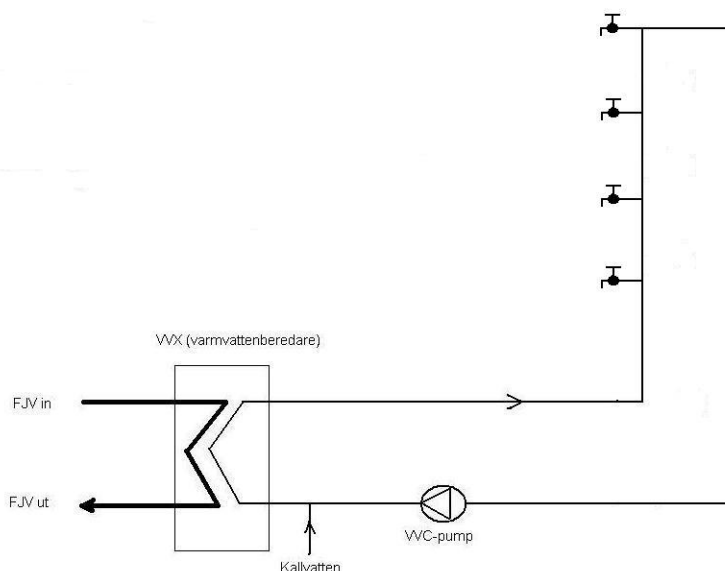 VVX (varmvattenberedare)
FJV in
FJV ut
VVC-pump
Kallvatten